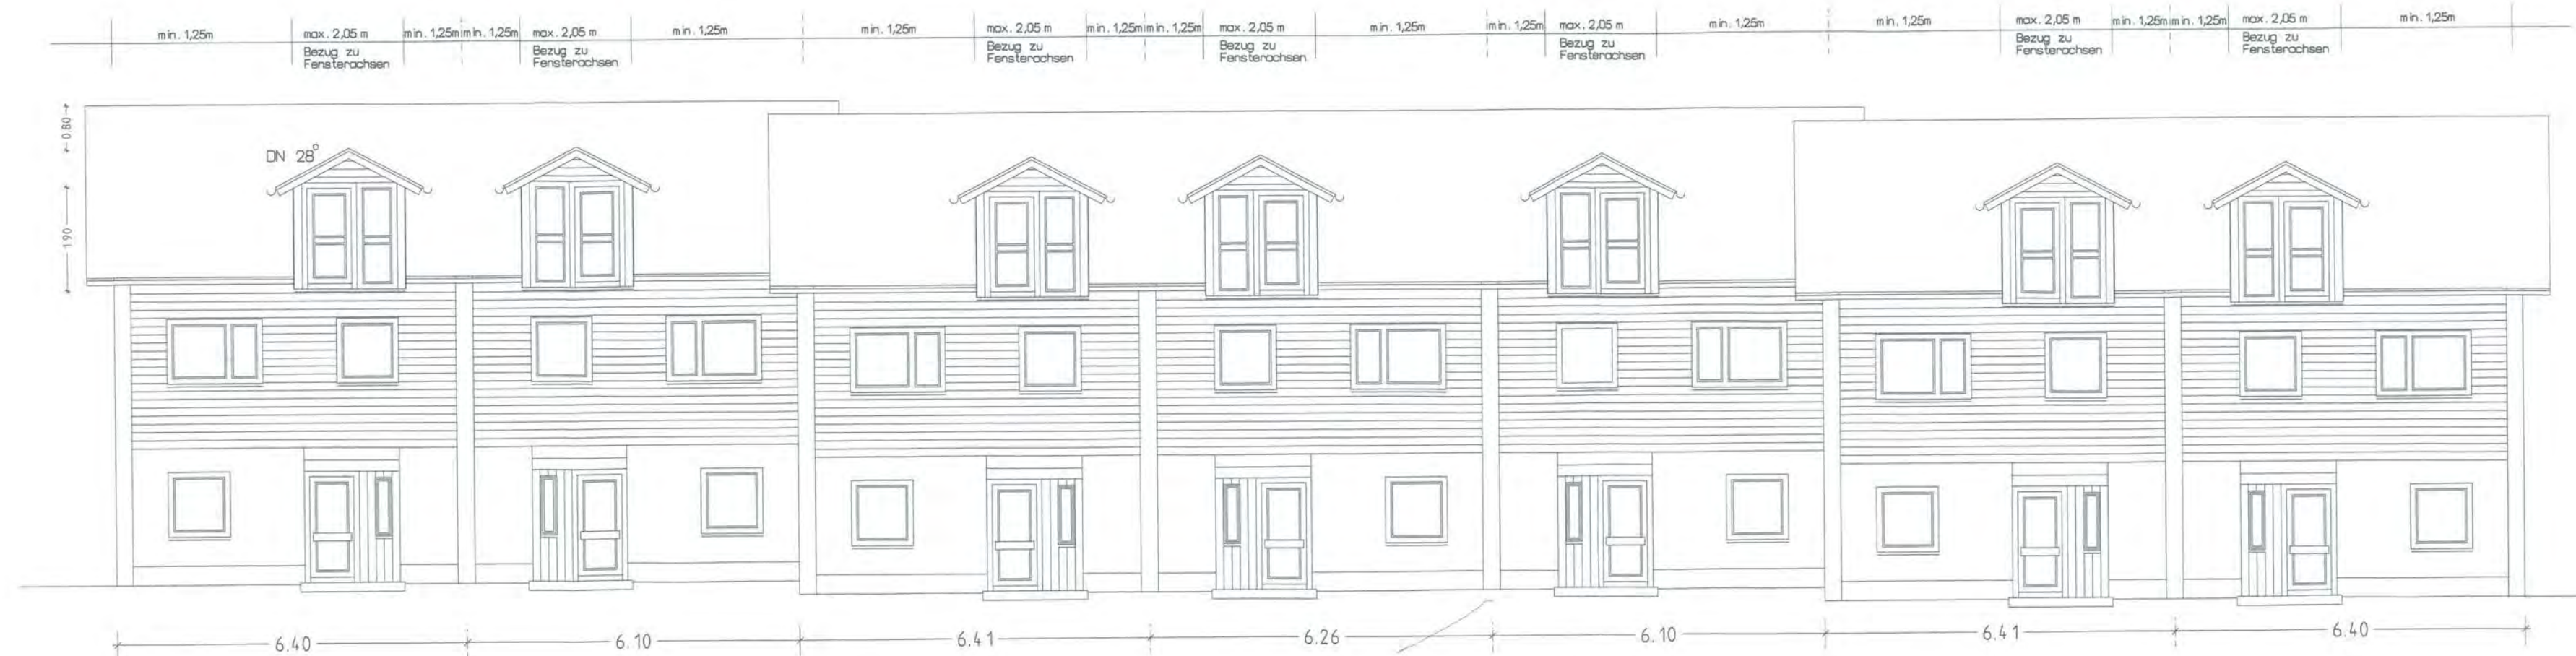 min. 1,25m max. 2,05 m min. 1,25m min. 1,25m max. 2,05 m min. 1,25m min. 1,25m max. 2,05 m min. 1,25m min. 1,25m max. 2,05 m min. 1,25m min. 1,25m max. 2,05 m min. 1,25m min. 1,25m max. 2,05 m min. 1,25m min. 1,25m max. 2,05 m min. 1,25m
Bezug zu Bezug zu Bezug zu Bezug zu Bezug zu Bezug zu Bezug zu
Fensterachsen Fensterachsen Fensterachsen Fensterachsen Fensterachsen Fensterachsen Fensterachsen
0.80
DN 28°
1.90
6.40 6.10 6.41 6.26 6.10 6.41 6.40